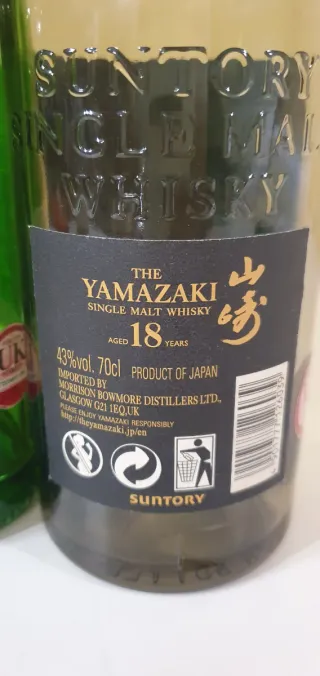 SUNTORY
SINGLE MALT
WHISKY
THE
YAMAZAKI
山崎
SINGLE MALT WHISKY
AGED 18 YEARS
43%vol. 70cl PRODUCT OF JAPAN
IMPORTED BY
MORRISON BOWMORE DISTILLERS LTD.,
GLASGOW G21 1EQ.UK
PLEASE ENJOY YAMAZAKI RESPONSIBLY
http://theyamazaki.jp/en
SUNTORY
UK